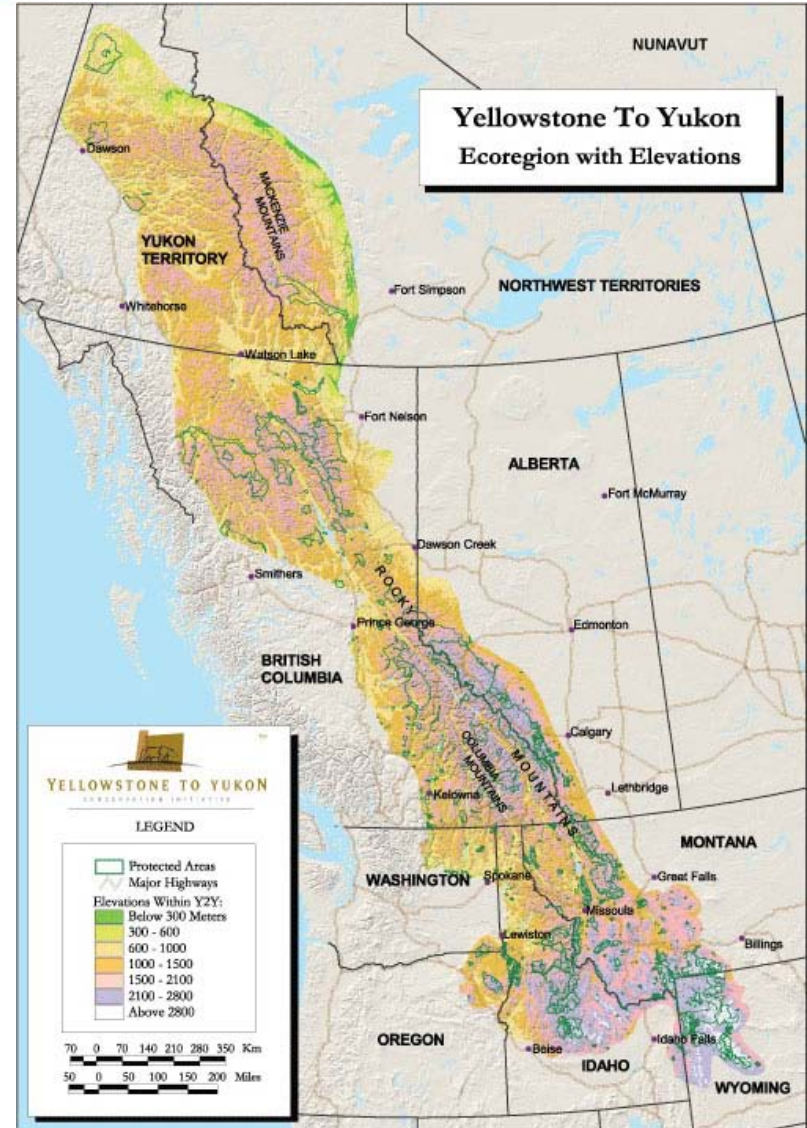 NUNAVUT
Yellowstone To Yukon
Ecoregion with Elevations
Dawson
MACKENZIE
MOUNTAINS
YUKON
TERRITORY
Fort Simpson
NORTHWEST TERRITORIES
Whitehorse
Watson Lake
Fort Nelson
ALBERTA
Fort McMurray
Dawson Creek
Smithers
ROCKY
Prince George
Edmonton
BRITISH
COLUMBIA
Calgary
COLUMBIA
MOUNTAINS
MOUNTAINS
Kelowna
Lethbridge
MONTANA
WASHINGTON
Spokane
Great Falls
Missoula
Lewiston
Billings
OREGON
Boise
IDAHO
Idaho Falls
WYOMING
YELLOWSTONE TO YUKON
CONSERVATION INITIATIVE
LEGEND
Protected Areas
Major Highways
Elevations Within Y2Y:
Below 300 Meters
300 - 600
600 - 1000
1000 - 1500
1500 - 2100
2100 - 2800
Above 2800
70 0 70 140 210 280 350 Km
50 0 50 100 150 200 Miles